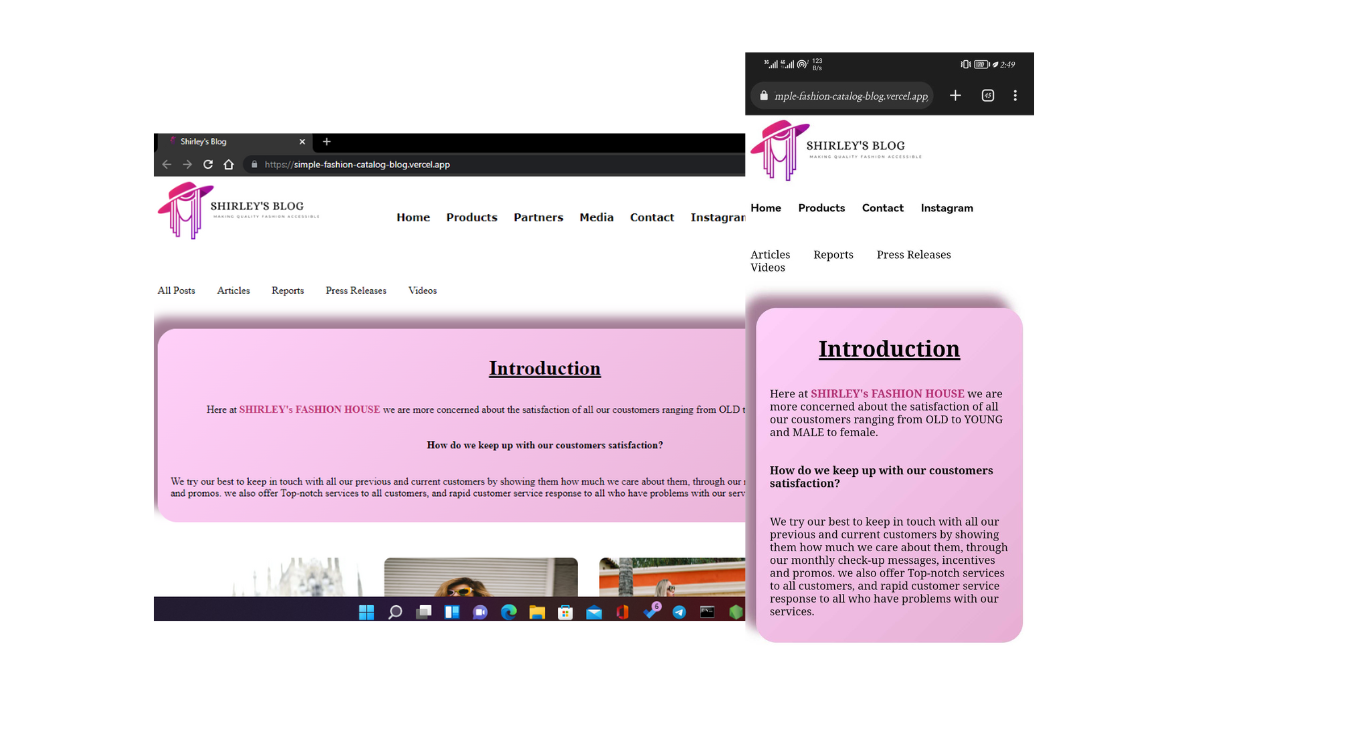 Shirley's Blog
https://simple-fashion-catalog-blog.vercel.app
SHIRLEY'S BLOG
MAKING QUALITY FASHION ACCESSIBLE
Home Products Partners Media Contact Instagram
All Posts Articles Reports Press Releases Videos
Introduction
Here at SHIRLEY's FASHION HOUSE we are more concerned about the satisfaction of all our coustomers ranging from OLD t
How do we keep up with our coustomers satisfaction?
We try our best to keep in touch with all our previous and current customers by showing them how much we care about them, through our
and promos. we also offer Top-notch services to all customers, and rapid customer service response to all who have problems with our serv
6
123
B/s
2:49
mple-fashion-catalog-blog.vercel.app
45
SHIRLEY'S BLOG
MAKING QUALITY FASHION ACCESSIBLE
Home Products Contact Instagram
Articles Reports Press Releases
Videos
Introduction
Here at SHIRLEY's FASHION HOUSE we are
more concerned about the satisfaction of all
our coustomers ranging from OLD to YOUNG
and MALE to female.
How do we keep up with our coustomers
satisfaction?
We try our best to keep in touch with all our
previous and current customers by showing
them how much we care about them, through
our monthly check-up messages, incentives
and promos. we also offer Top-notch services
to all customers, and rapid customer service
response to all who have problems with our
services.